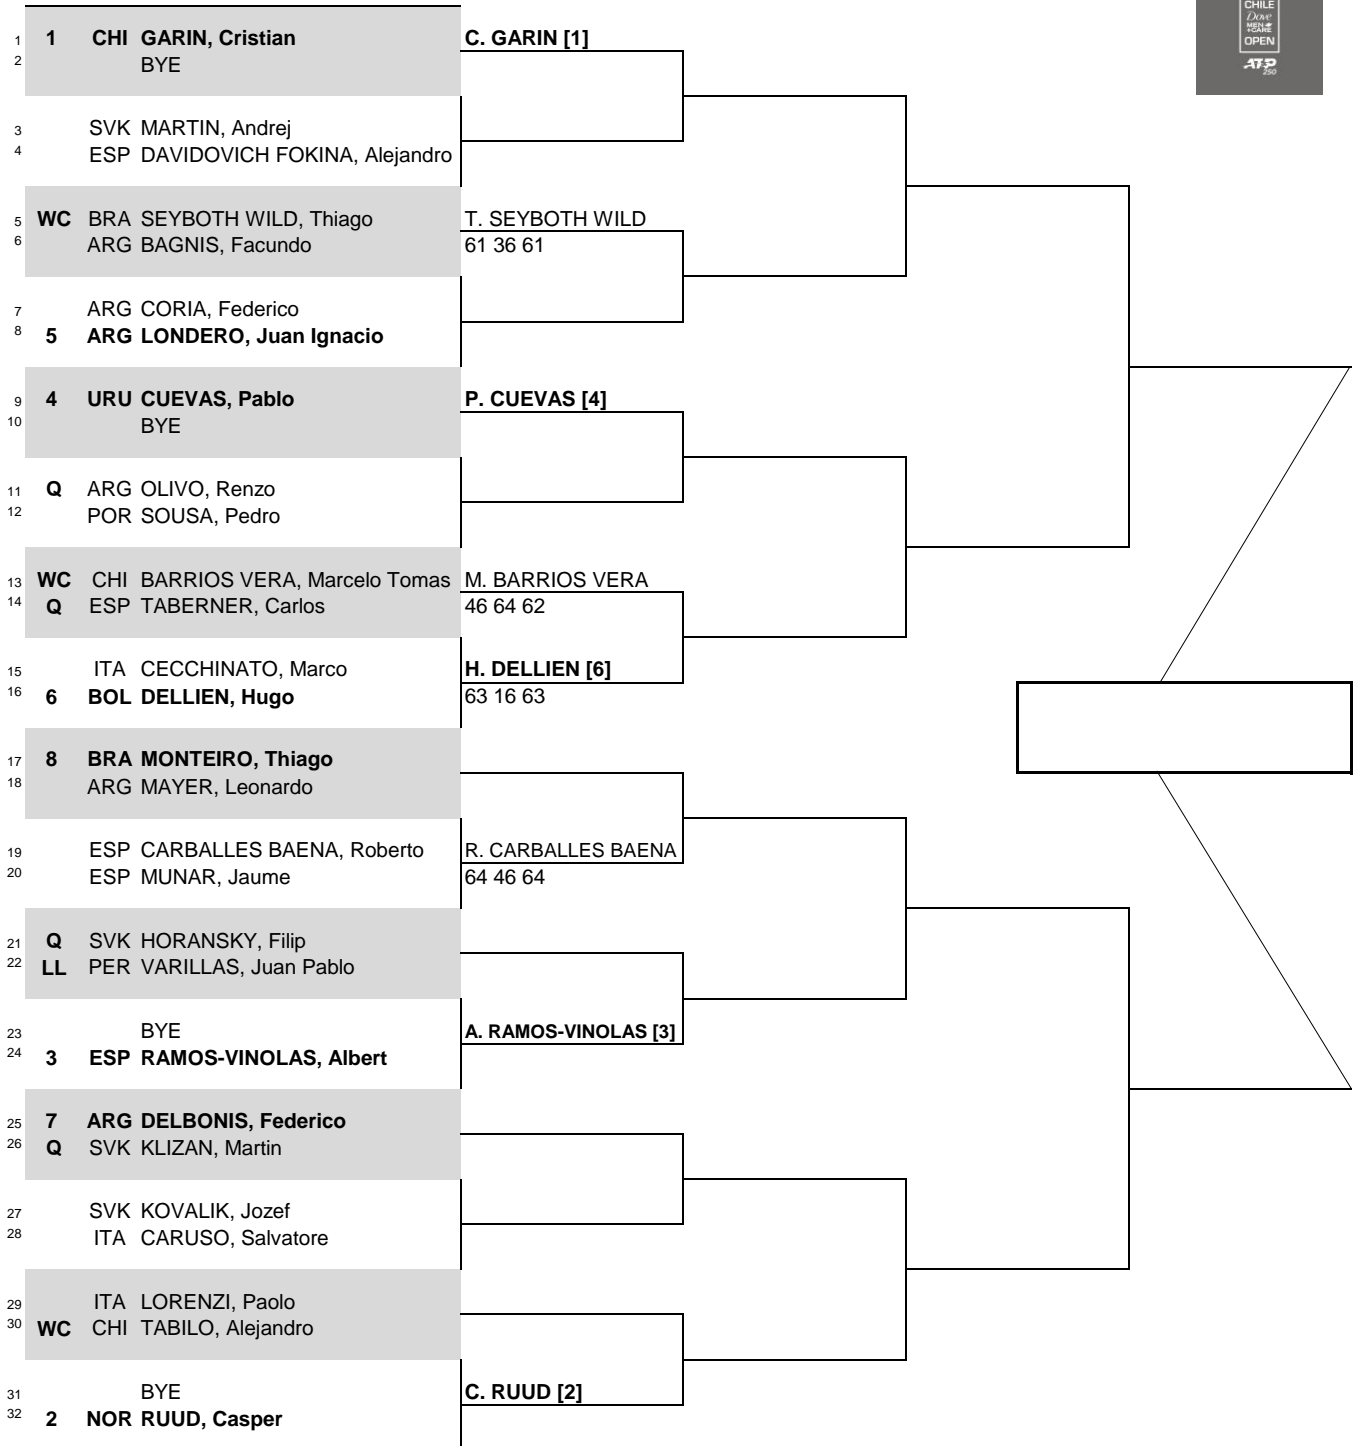 CHILE
Dove
MEN
+CARE
OPEN
ATP
250
1 1 CHI GARIN, Cristian C. GARIN [1]
2 BYE
3 SVK MARTIN, Andrej
4 ESP DAVIDOVICH FOKINA, Alejandro
5 WC BRA SEYBOTH WILD, Thiago T. SEYBOTH WILD
6 ARG BAGNIS, Facundo 61 36 61
7 ARG CORIA, Federico
8 5 ARG LONDERO, Juan Ignacio
9 4 URU CUEVAS, Pablo P. CUEVAS [4]
10 BYE
11 Q ARG OLIVO, Renzo
12 POR SOUSA, Pedro
13 WC CHI BARRIOS VERA, Marcelo Tomas M. BARRIOS VERA
14 Q ESP TABERNER, Carlos 46 64 62
15 ITA CECCHINATO, Marco H. DELLIEN [6]
16 6 BOL DELLIEN, Hugo 63 16 63
17 8 BRA MONTEIRO, Thiago
18 ARG MAYER, Leonardo
19 ESP CARBALLES BAENA, Roberto R. CARBALLES BAENA
20 ESP MUNAR, Jaume 64 46 64
21 Q SVK HORANSKY, Filip
22 LL PER VARILLAS, Juan Pablo
23 BYE A. RAMOS-VINOLAS [3]
24 3 ESP RAMOS-VINOLAS, Albert
25 7 ARG DELBONIS, Federico
26 Q SVK KLIZAN, Martin
27 SVK KOVALIK, Jozef
28 ITA CARUSO, Salvatore
29 ITA LORENZI, Paolo
30 WC CHI TABILO, Alejandro
31 BYE C. RUUD [2]
32 2 NOR RUUD, Casper